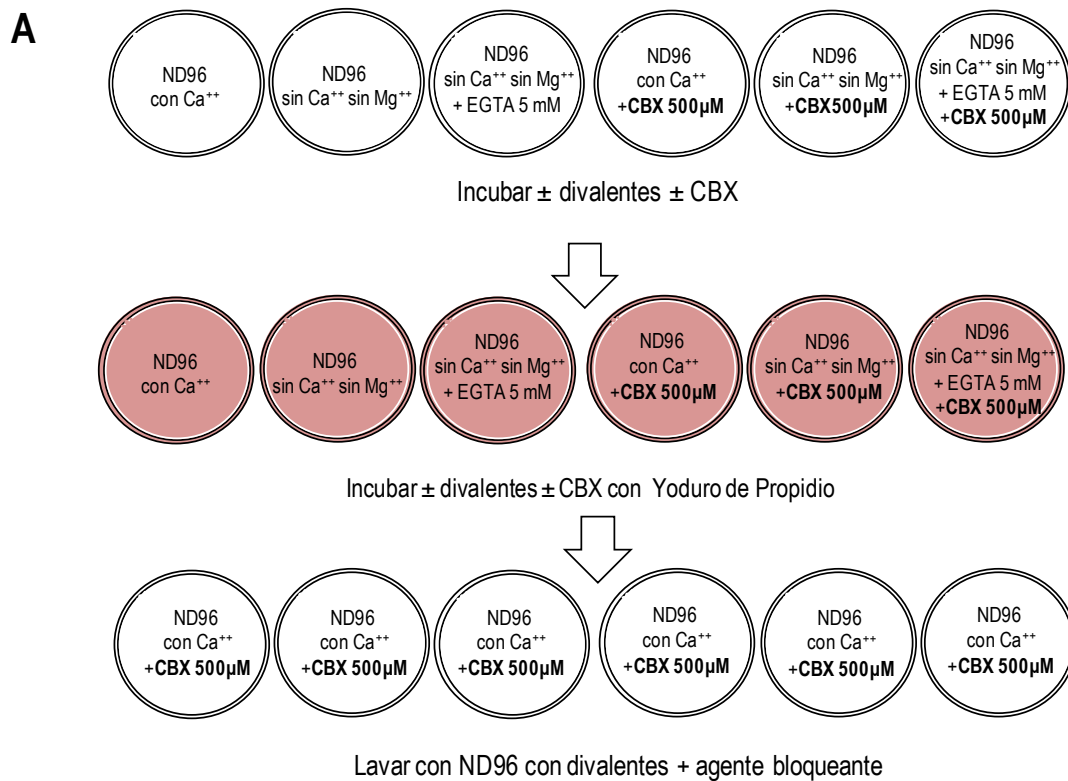 A
ND96
con Ca⁺⁺
ND96
sin Ca⁺⁺ sin Mg⁺⁺
ND96
sin Ca⁺⁺ sin Mg⁺⁺
+ EGTA 5 mM
ND96
con Ca⁺⁺
+CBX 500µM
ND96
sin Ca⁺⁺ sin Mg⁺⁺
+CBX500µM
ND96
sin Ca⁺⁺ sin Mg⁺⁺
+ EGTA 5 mM
+CBX 500µM
Incubar ± divalentes ± CBX
ND96
con Ca⁺⁺
ND96
sin Ca⁺⁺ sin Mg⁺⁺
ND96
sin Ca⁺⁺ sin Mg⁺⁺
+ EGTA 5 mM
ND96
con Ca⁺⁺
+CBX 500µM
ND96
sin Ca⁺⁺ sin Mg⁺⁺
+CBX 500µM
ND96
sin Ca⁺⁺ sin Mg⁺⁺
+ EGTA 5 mM
+CBX 500µM
Incubar ± divalentes ± CBX con Yoduro de Propidio
ND96
con Ca⁺⁺
+CBX 500µM
ND96
con Ca⁺⁺
+CBX 500µM
ND96
con Ca⁺⁺
+CBX 500µM
ND96
con Ca⁺⁺
+CBX 500µM
ND96
con Ca⁺⁺
+CBX 500µM
ND96
con Ca⁺⁺
+CBX 500µM
Lavar con ND96 con divalentes + agente bloqueante